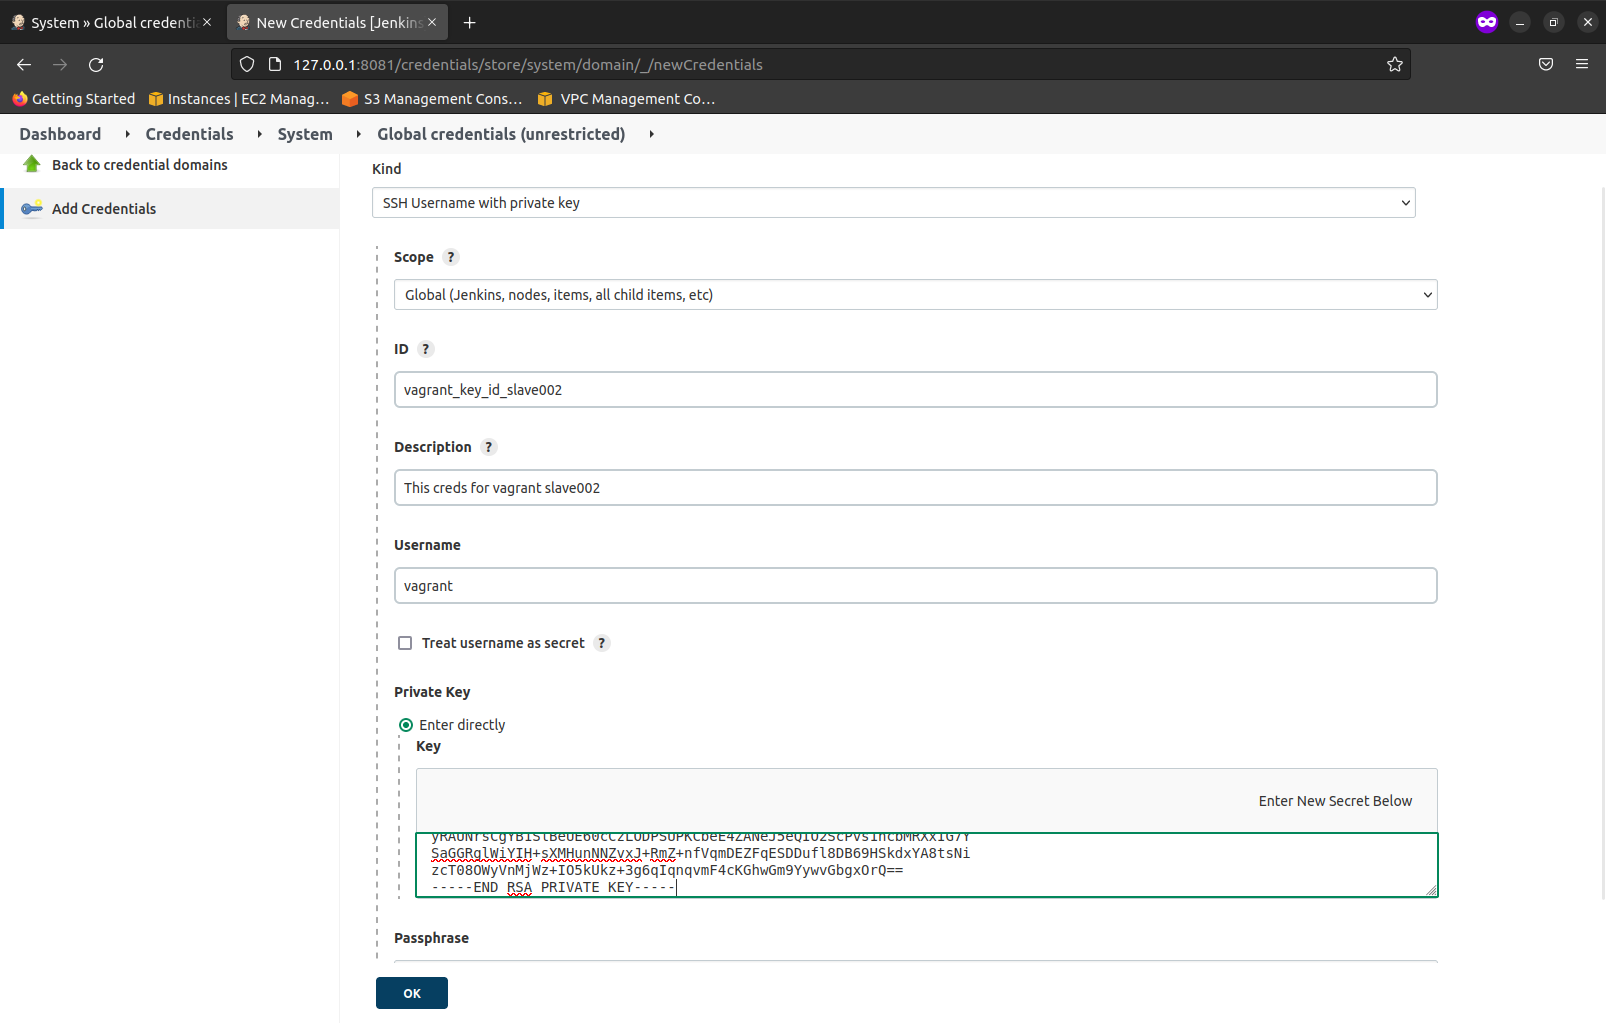 System » Global credenti
New Credentials [Jenkins
127.0.0.1:8081/credentials/store/system/domain/_/newCredentials
Getting Started
Instances | EC2 Manag…
S3 Management Cons…
VPC Management Co…
Dashboard
Credentials
System
Global credentials (unrestricted)
Back to credential domains
Add Credentials
Kind
SSH Username with private key
Scope ?
Global (Jenkins, nodes, items, all child items, etc)
ID ?
vagrant_key_id_slave002
Description ?
This creds for vagrant slave002
Username
vagrant
Treat username as secret ?
Private Key
Enter directly
Key
Enter New Secret Below
SaGGRglWiYIH+sXMHunNNZvxJ+RmZ+nfVqmDEZFqESDDufl8DB69HSkdxYA8tsNi
zcT08OWyVnMjWz+IO5kUkz+3g6qIqnqvmF4cKGhwGm9YywvGbgxOrQ==
-----END RSA PRIVATE KEY-----
Passphrase
OK